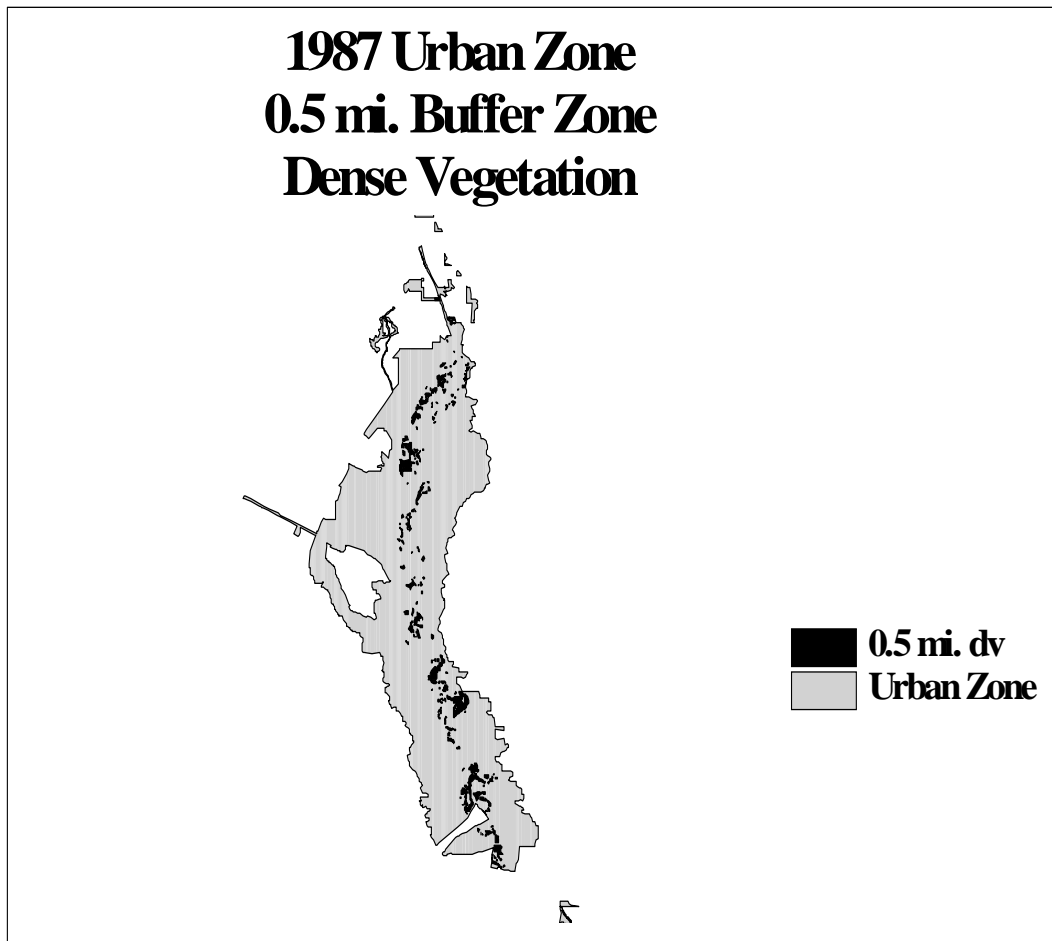 1987 Urban Zone
0.5 mi. Buffer Zone
Dense Vegetation
0.5 mi. dv
Urban Zone